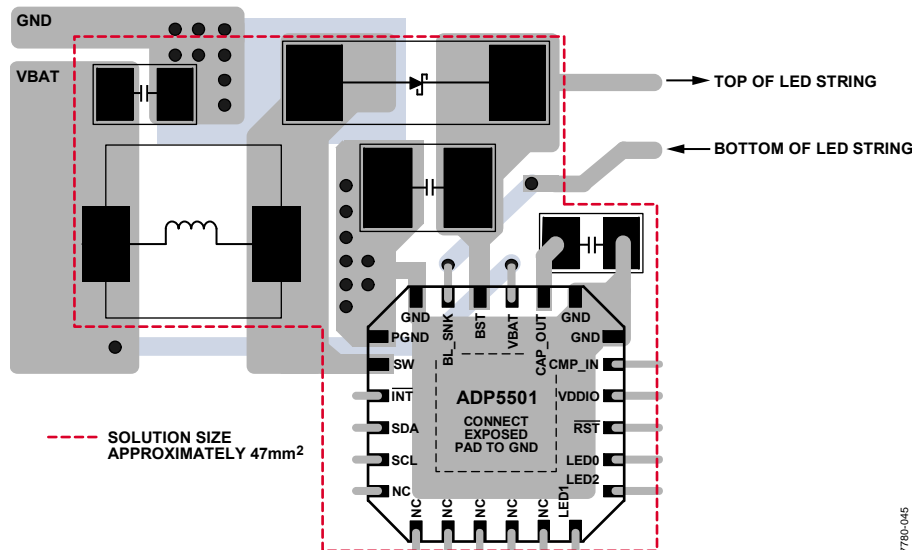 GND
VBAT
TOP OF LED STRING
BOTTOM OF LED STRING
GND
BL_SNK
BST
VBAT
CAP_OUT
GND
PGND
GND
SW
CMP_IN
INT
VDDIO
SDA
RST
SCL
LED0
NC
LED2
ADP5501
CONNECT
EXPOSED
PAD TO GND
NC
NC
NC
NC
NC
LED1
SOLUTION SIZE
APPROXIMATELY 47mm²
7780-045